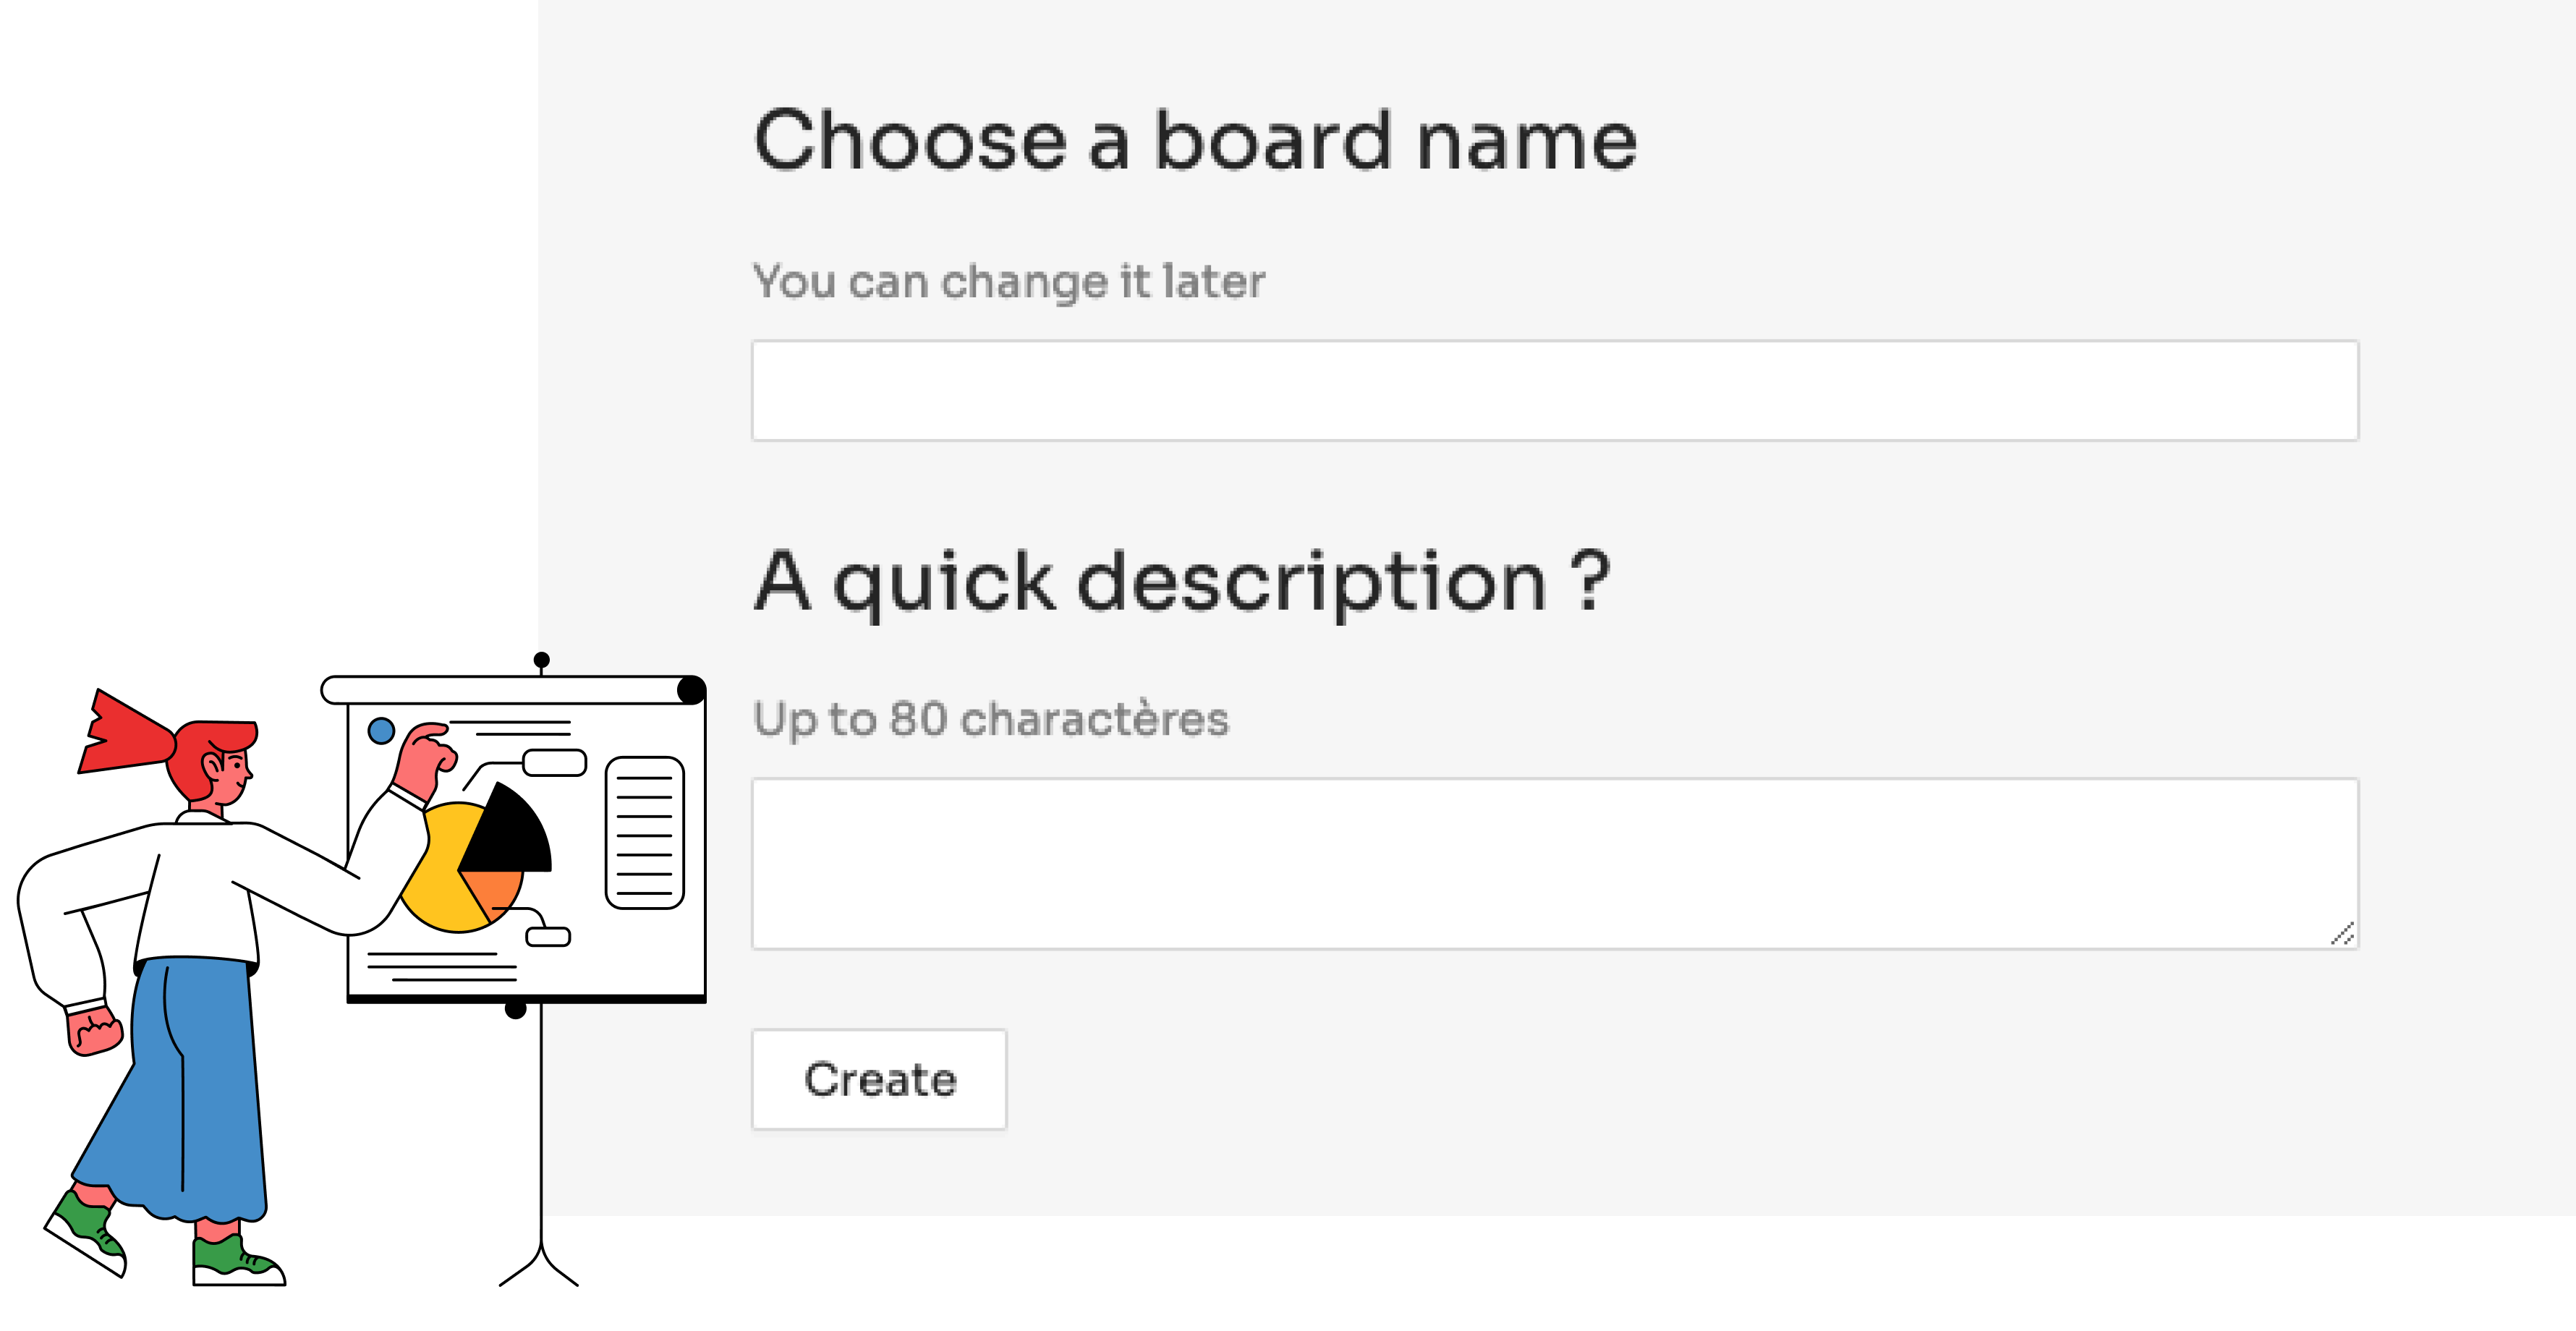 Choose a board name
You can change it later
A quick description ?
Up to 80 charactères
Create